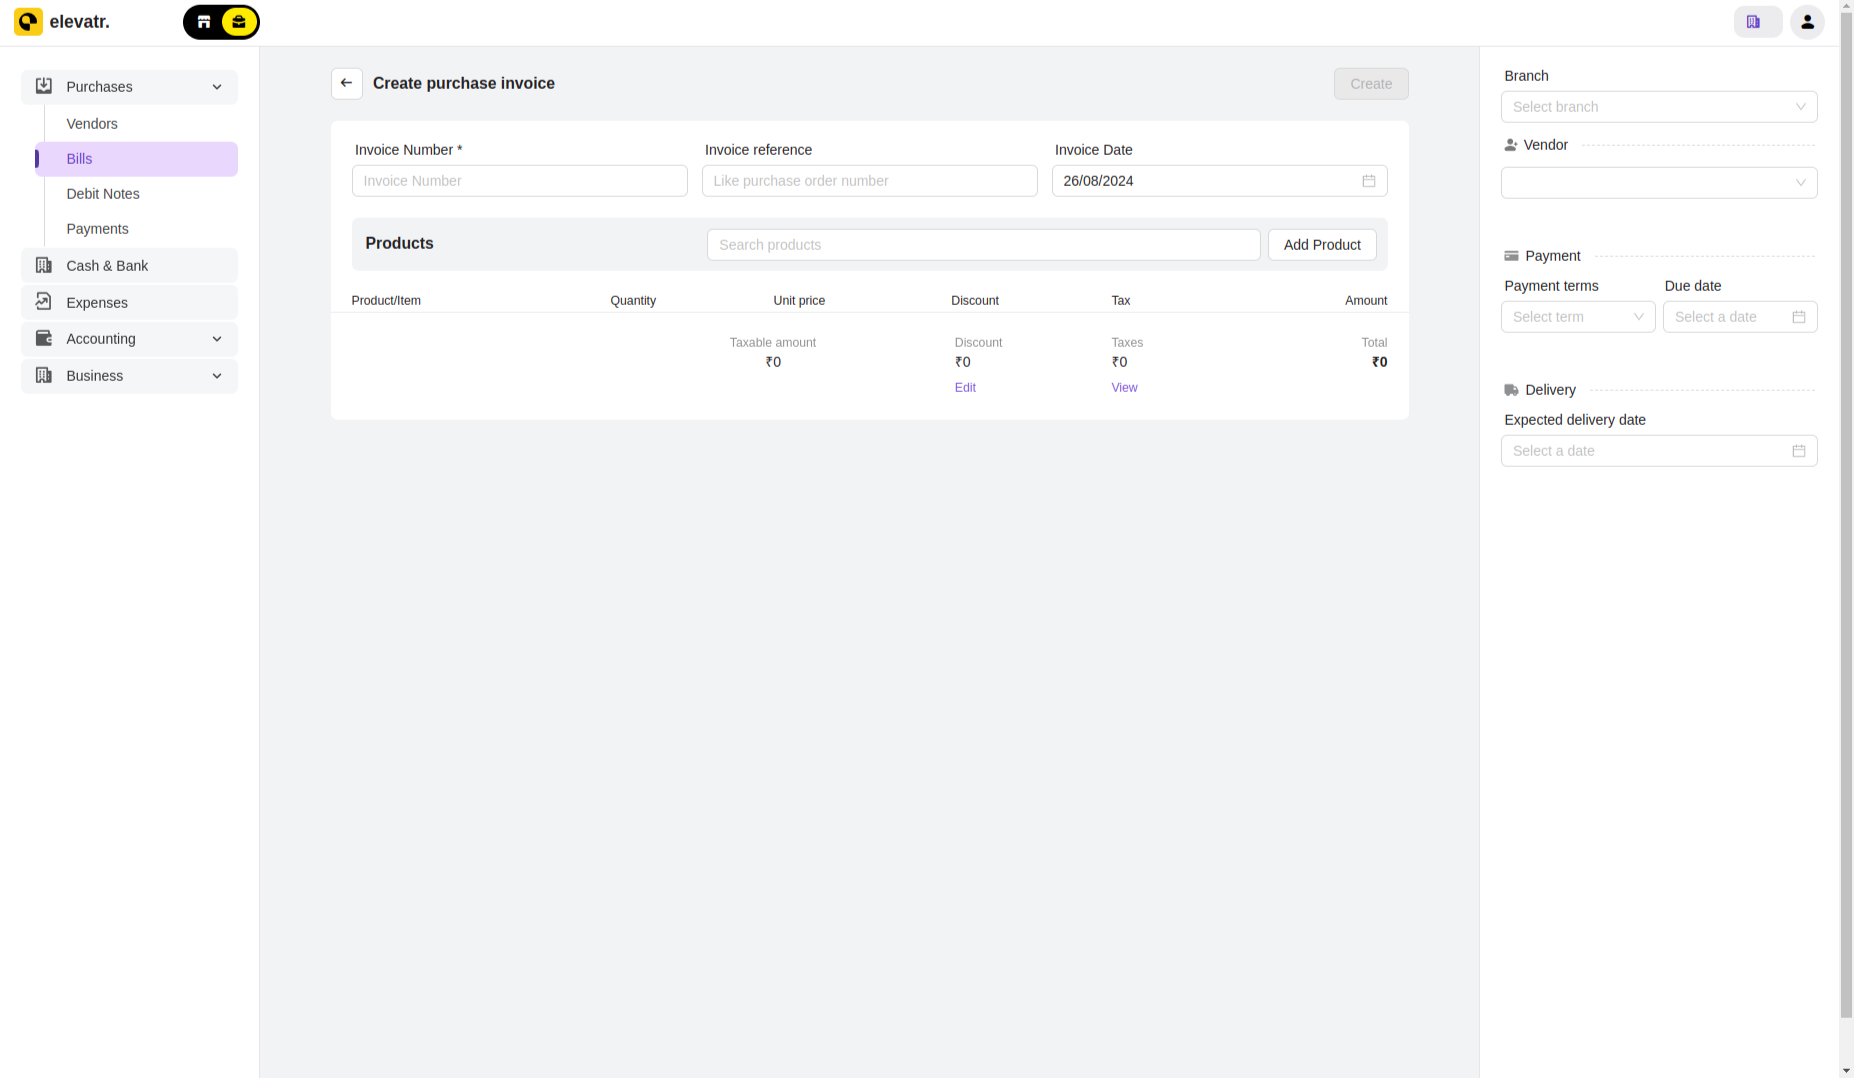 elevatr.
Purchases
Vendors
Bills
Debit Notes
Payments
Cash & Bank
Expenses
Accounting
Business
Create purchase invoice
Create
Invoice Number *
Invoice reference
Invoice Date
Invoice Number
Like purchase order number
26/08/2024
Products
Search products
Add Product
Product/Item
Quantity
Unit price
Discount
Tax
Amount
Taxable amount
₹0
Discount
₹0
Edit
Taxes
₹0
View
Total
₹0
Branch
Select branch
Vendor
Payment
Payment terms
Due date
Select term
Select a date
Delivery
Expected delivery date
Select a date